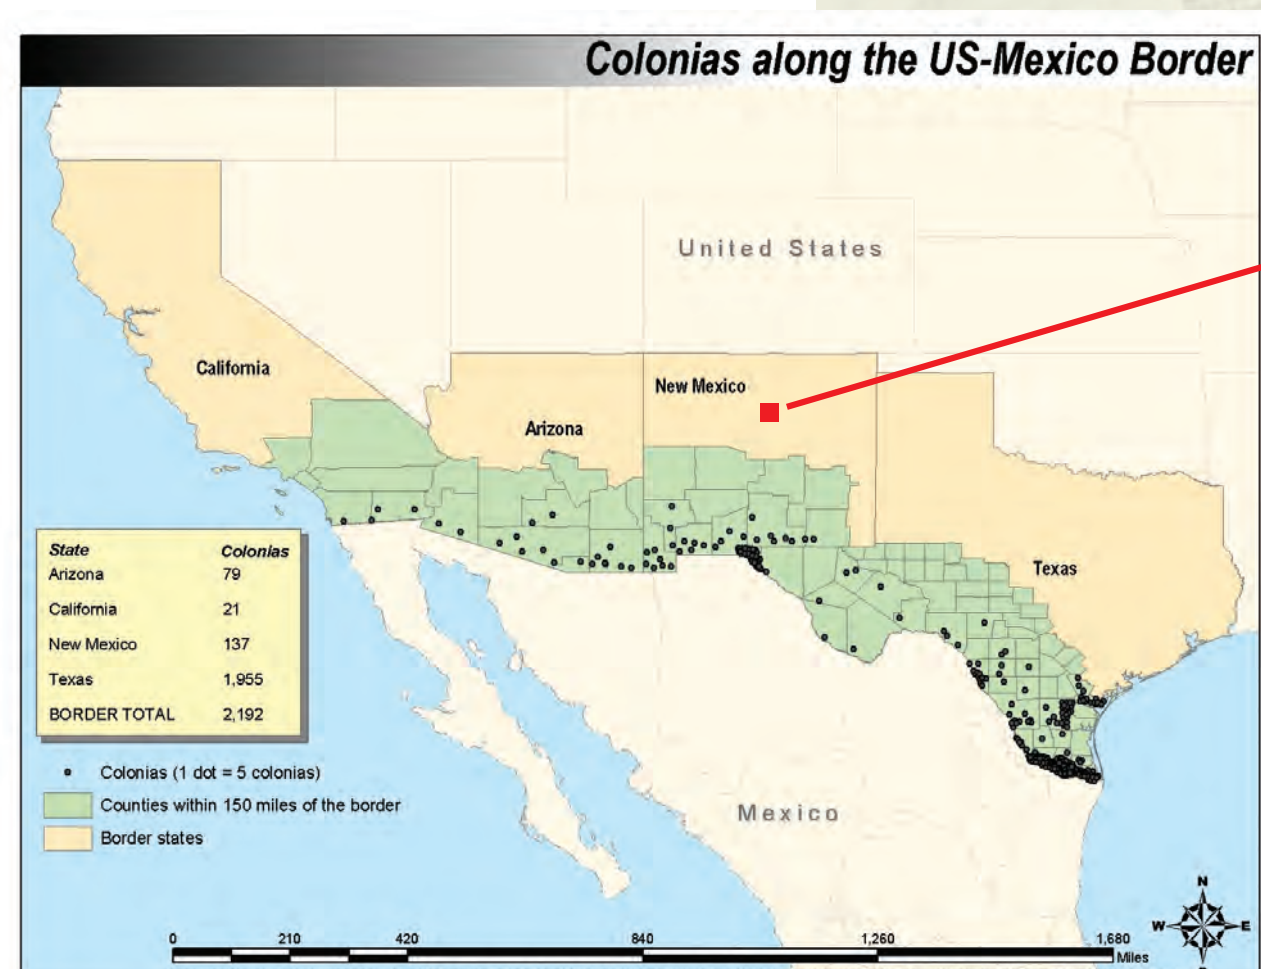 Colonias along the US-Mexico Border
United States
California
New Mexico
Arizona
Texas
State Colonias
Arizona 79
California 21
New Mexico 137
Texas 1,955
BORDER TOTAL 2,192
Colonias (1 dot = 5 colonias)
Counties within 150 miles of the border
Border states
Mexico
N
W E
0 210 420 840 1,260 1,680
Miles